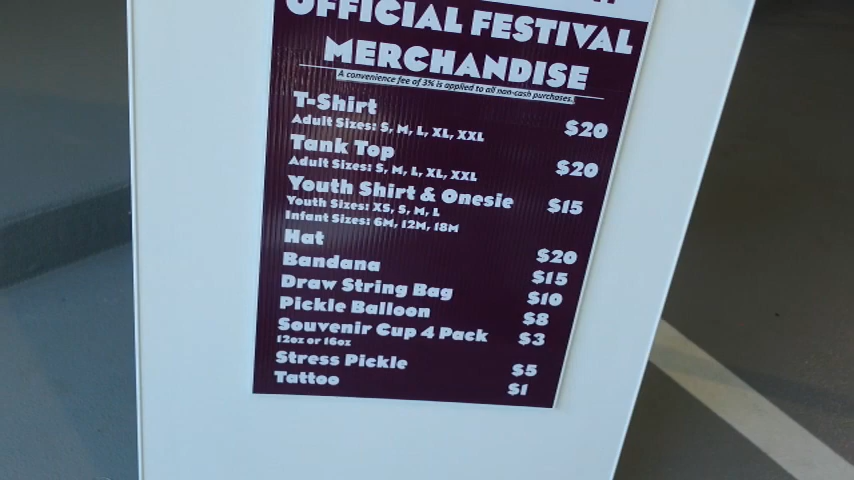 OFFICIAL FESTIVAL
MERCHANDISE
A convenience fee of 3% is applied to all non-cash purchases.
T-Shirt $20
Adult Sizes: S, M, L, XL, XXL
Tank Top $20
Adult Sizes: S, M, L, XL, XXL
Youth Shirt & Onesie $15
Youth Sizes: XS, S, M, L
Infant Sizes: 6M, 12M, 18M
Hat $20
Bandana $15
Draw String Bag $10
Pickle Balloon $8
Souvenir Cup 4 Pack $3
12oz or 16oz
Stress Pickle $5
Tattoo $1